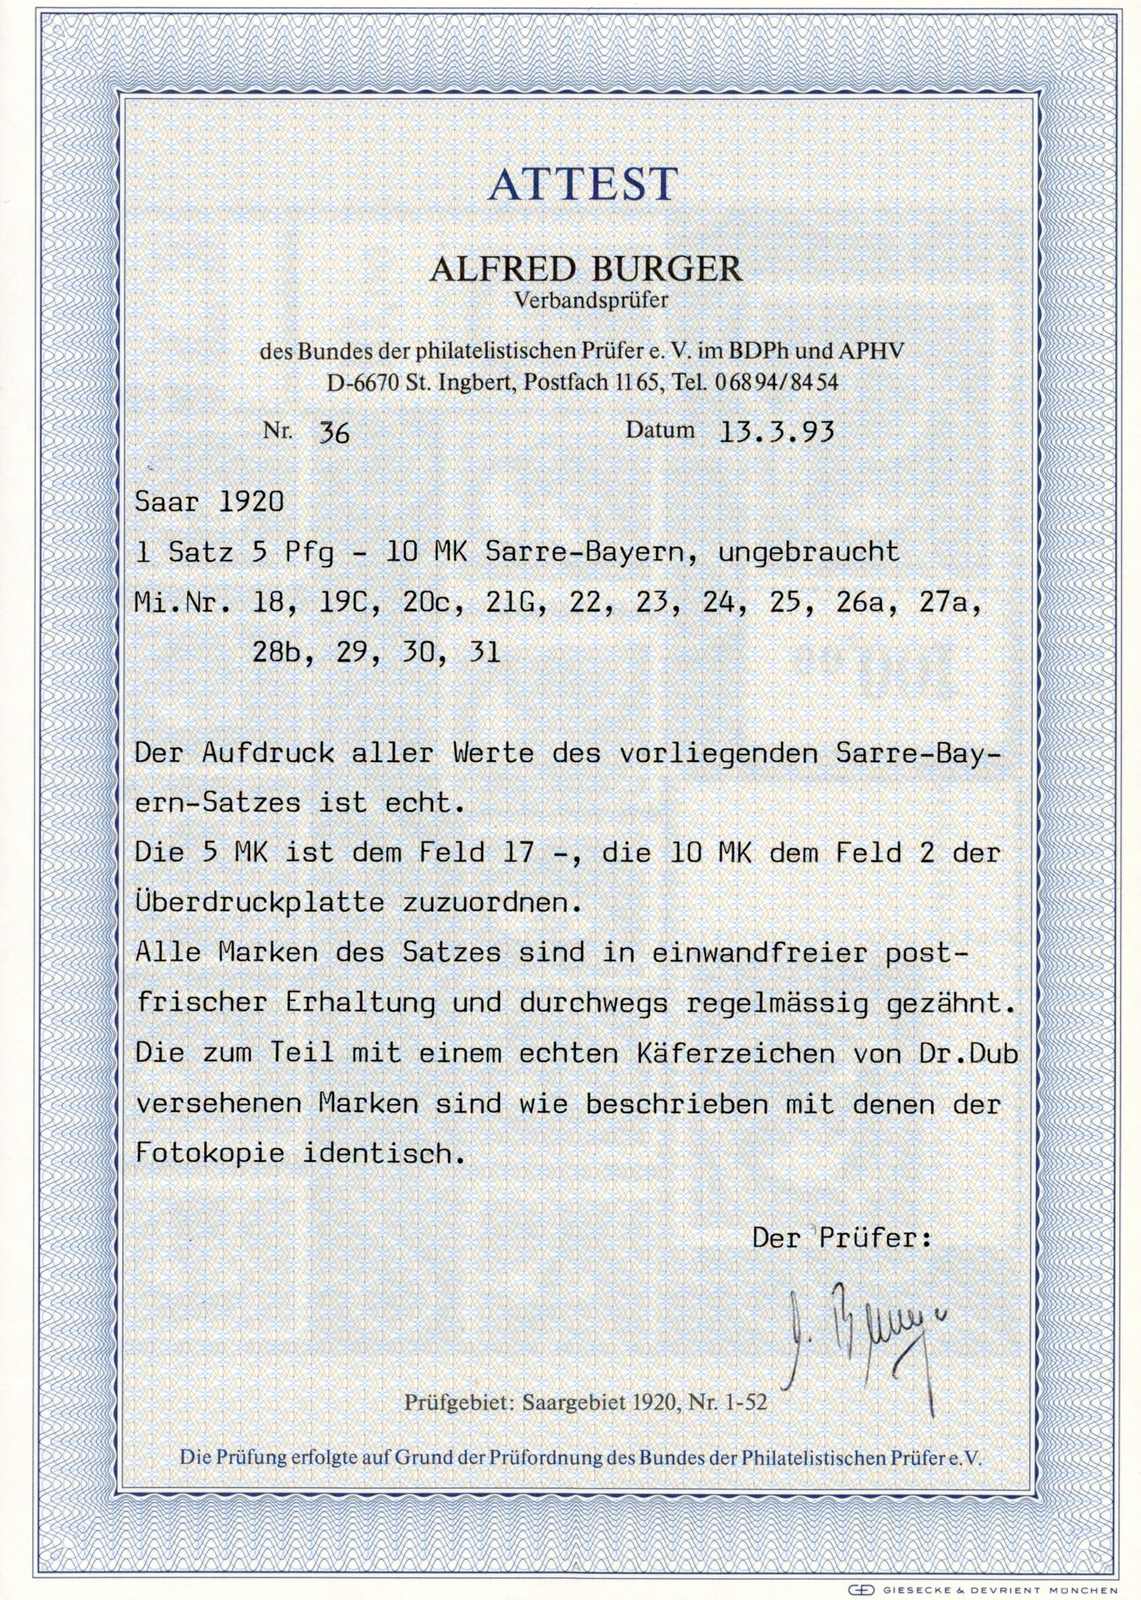 ATTEST
ALFRED BURGER
Verbandsprüfer
des Bundes der philatelistischen Prüfer e. V. im BDPh und APHV
D-6670 St. Ingbert, Postfach 1165, Tel. 06894/8454
Nr. 36 Datum 13.3.93
Saar 1920
1 Satz 5 Pfg - 10 MK Sarre-Bayern, ungebraucht
Mi.Nr. 18, 19C, 20c, 21G, 22, 23, 24, 25, 26a, 27a,
28b, 29, 30, 31
Der Aufdruck aller Werte des vorliegenden Sarre-Bay-
ern-Satzes ist echt.
Die 5 MK ist dem Feld 17 -, die 10 MK dem Feld 2 der
Überdruckplatte zuzuordnen.
Alle Marken des Satzes sind in einwandfreier post-
frischer Erhaltung und durchwegs regelmässig gezähnt.
Die zum Teil mit einem echten Käferzeichen von Dr.Dub
versehenen Marken sind wie beschrieben mit denen der
Fotokopie identisch.
Der Prüfer:
Prüfgebiet: Saargebiet 1920, Nr. 1-52
Die Prüfung erfolgte auf Grund der Prüfordnung des Bundes der Philatelistischen Prüfer e.V.
GIESECKE & DEVRIENT MÜNCHEN